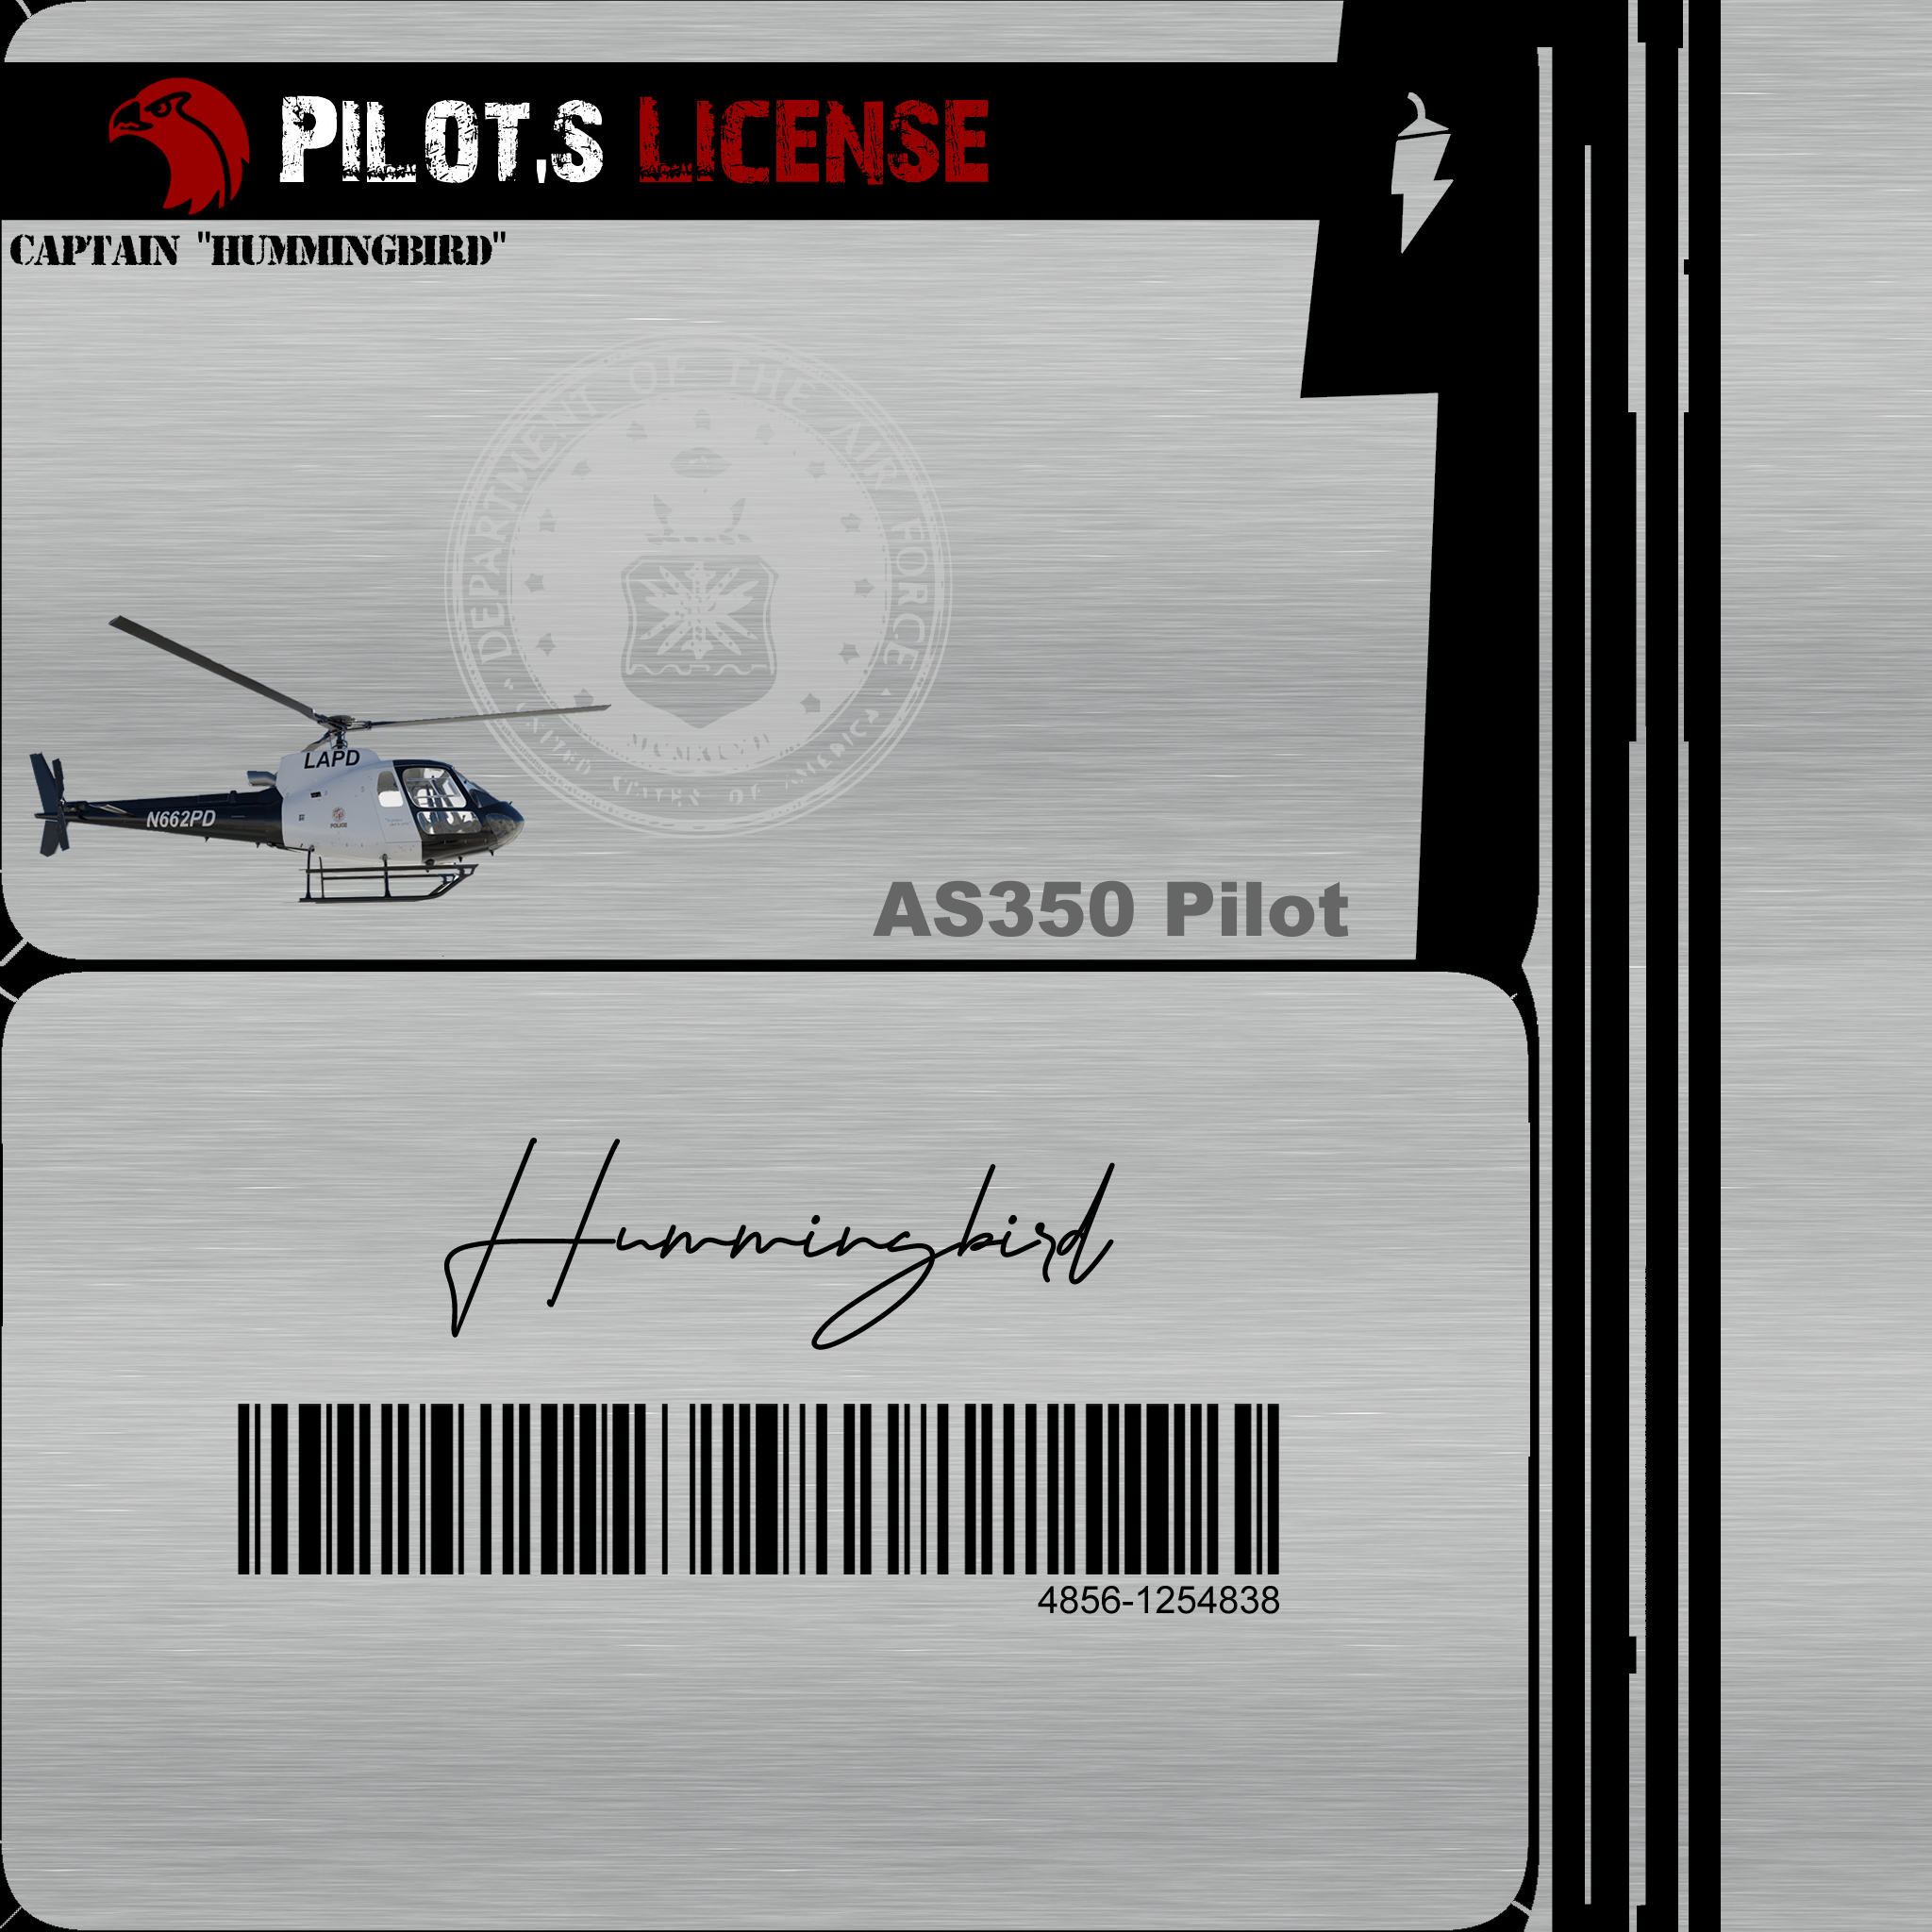 PILOT,S LICENSE
CAPTAIN "HUMMINGBIRD"
DEPARTMENT OF THE AIR FORCE
UNITED STATES OF AMERICA
LAPD
N662PD
POLICE
AS350 Pilot
Hummingbird
4856-1254838